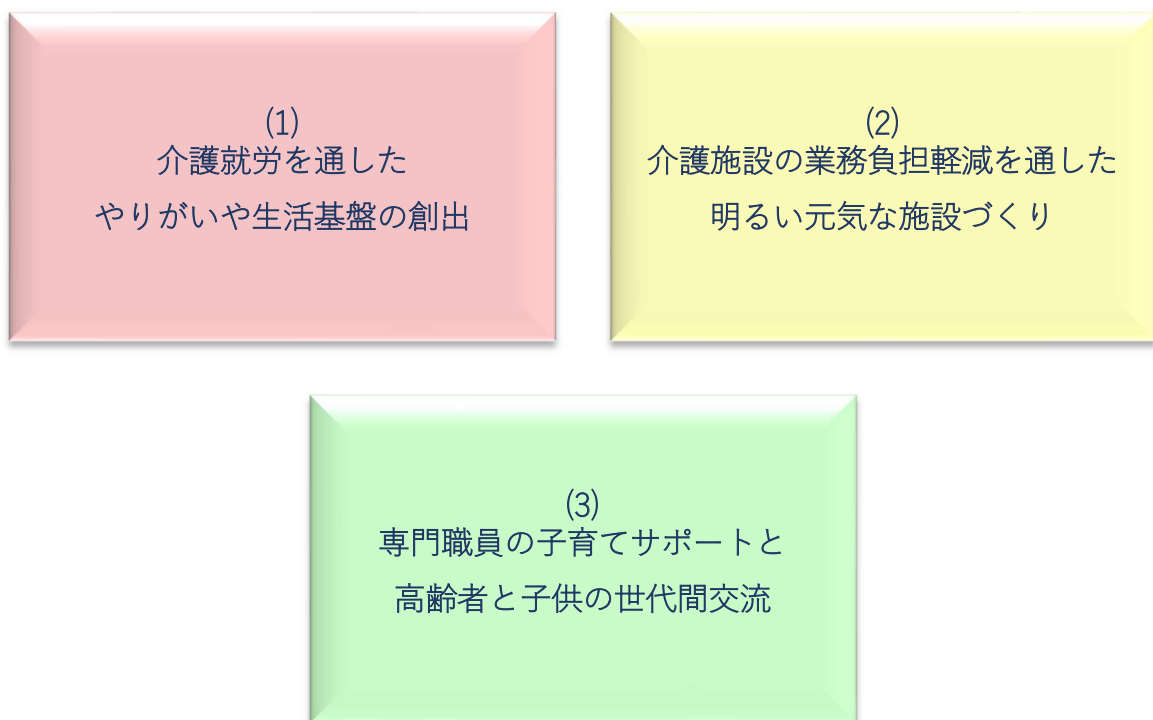 (1)
介護就労を通した
やりがいや生活基盤の創出
(2)
介護施設の業務負担軽減を通した
明るい元気な施設づくり
(3)
専門職員の子育てサポートと
高齢者と子供の世代間交流